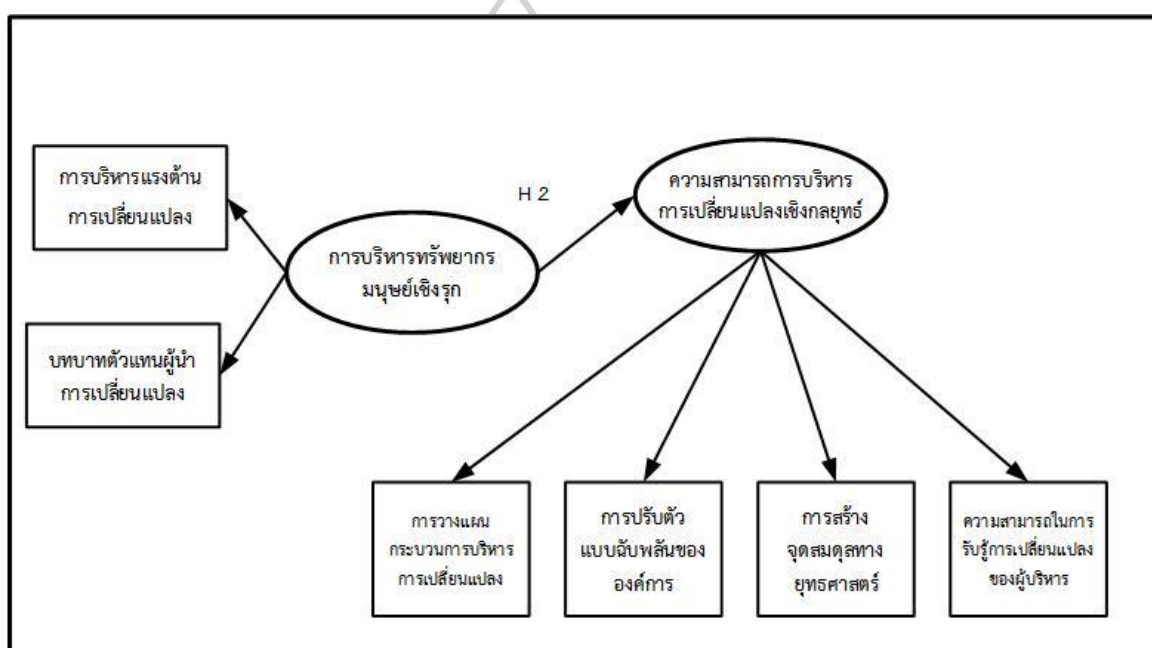 การบริหารแรงต้าน
การเปลี่ยนแปลง
H 2
ความสามารถการบริหาร
การเปลี่ยนแปลงเชิงกลยุทธ์
การบริหารทรัพยากร
มนุษย์เชิงรุก
บทบาทตัวแทนผู้นำ
การเปลี่ยนแปลง
การวางแผน
กระบวนการบริหาร
การเปลี่ยนแปลง
การปรับตัว
แบบฉับพลันของ
องค์การ
การสร้าง
จุดสมดุลทาง
ยุทธศาสตร์
ความสามารถในการ
รับรู้การเปลี่ยนแปลง
ของผู้บริหาร